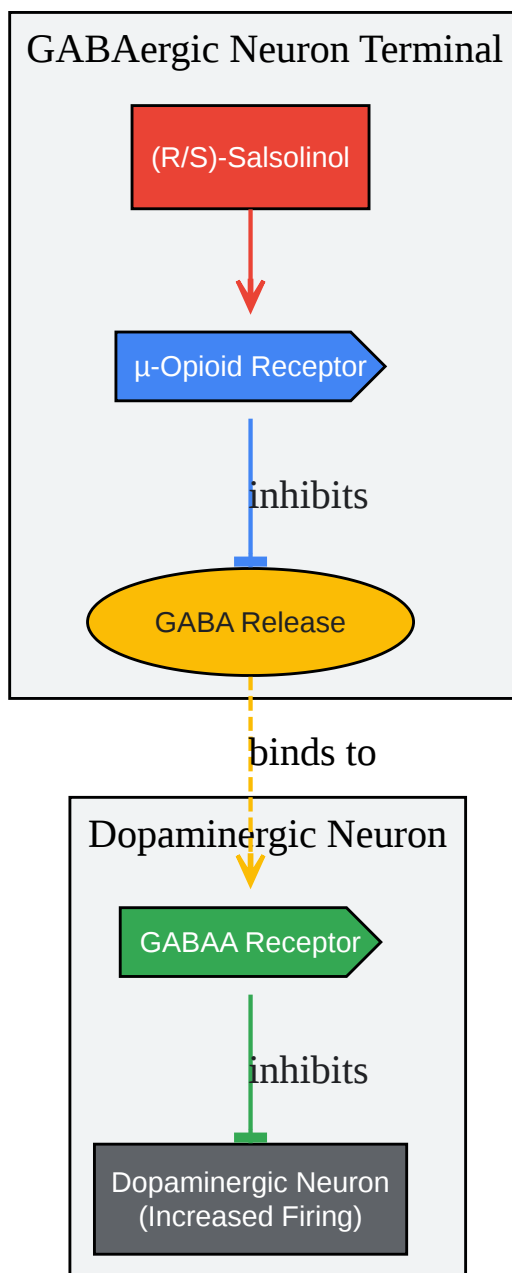 GABAergic Neuron Terminal
(R/S)-Salsolinol
µ-Opioid Receptor
inhibits
GABA Release
binds to
Dopaminergic Neuron
GABAA Receptor
inhibits
Dopaminergic Neuron
(Increased Firing)